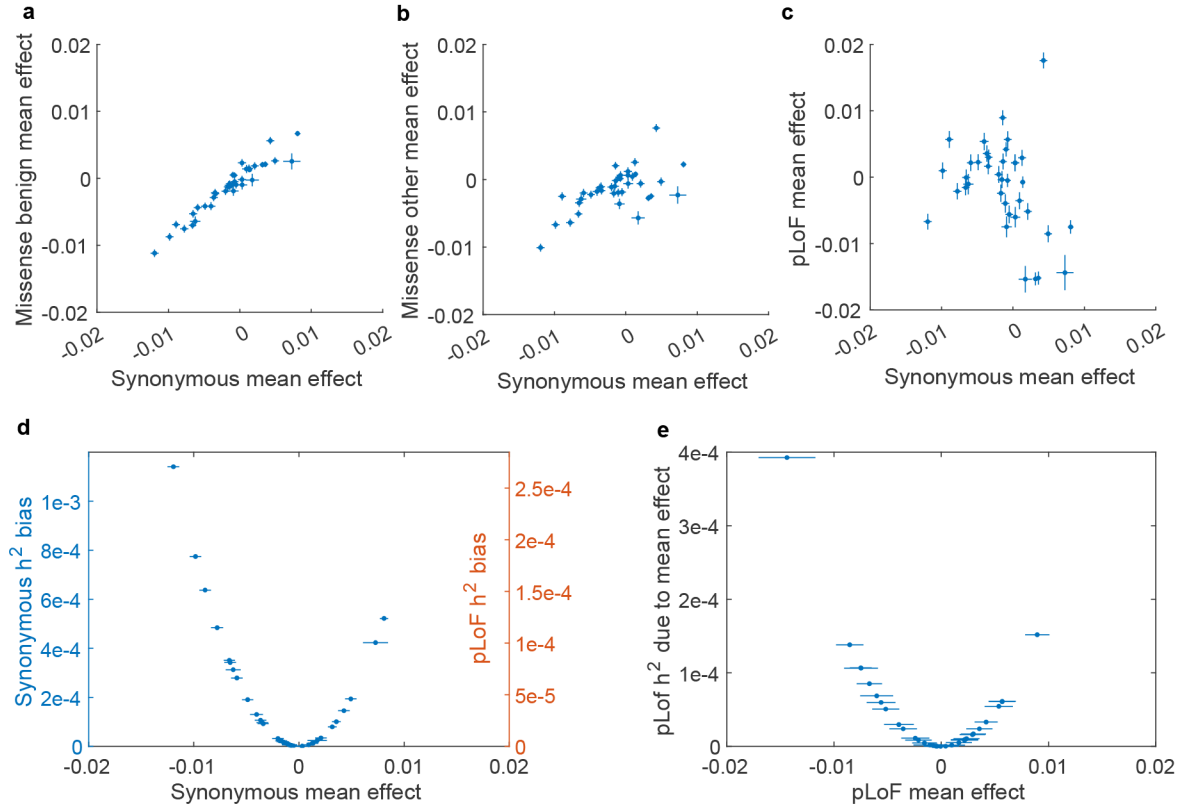 a
0.02
0.01
0
-0.01
-0.02
Missense benign mean effect
-0.02
-0.01
0
0.01
0.02
Synonymous mean effect
b
0.02
0.01
0
-0.01
-0.02
Missense other mean effect
-0.02
-0.01
0
0.01
0.02
Synonymous mean effect
c
0.02
0.01
0
-0.01
-0.02
pLoF mean effect
-0.02
-0.01
0
0.01
0.02
Synonymous mean effect
d
1e-3
8e-4
6e-4
4e-4
2e-4
0
Synonymous h² bias
2.5e-4
2e-4
1.5e-4
1e-4
5e-5
0
pLoF h² bias
-0.02
-0.01
0
0.01
0.02
Synonymous mean effect
e
4e-4
3e-4
2e-4
1e-4
0
pLof h² due to mean effect
-0.02
-0.01
0
0.01
0.02
pLoF mean effect